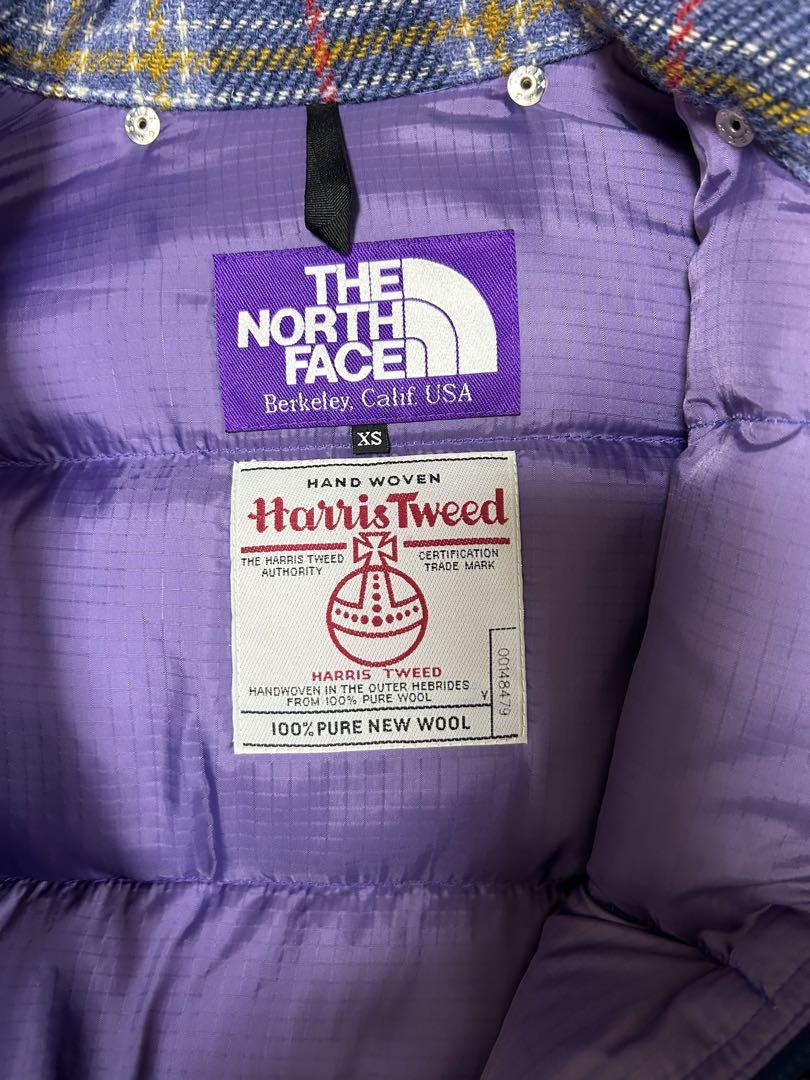 THE
NORTH
FACE
Berkeley, Calif. USA
XS
HAND WOVEN
Harris Tweed
THE HARRIS TWEED
AUTHORITY
CERTIFICATION
TRADE MARK
HARRIS TWEED
HANDWOVEN IN THE OUTER HEBRIDES
FROM 100% PURE WOOL
Y
00148479
100% PURE NEW WOOL